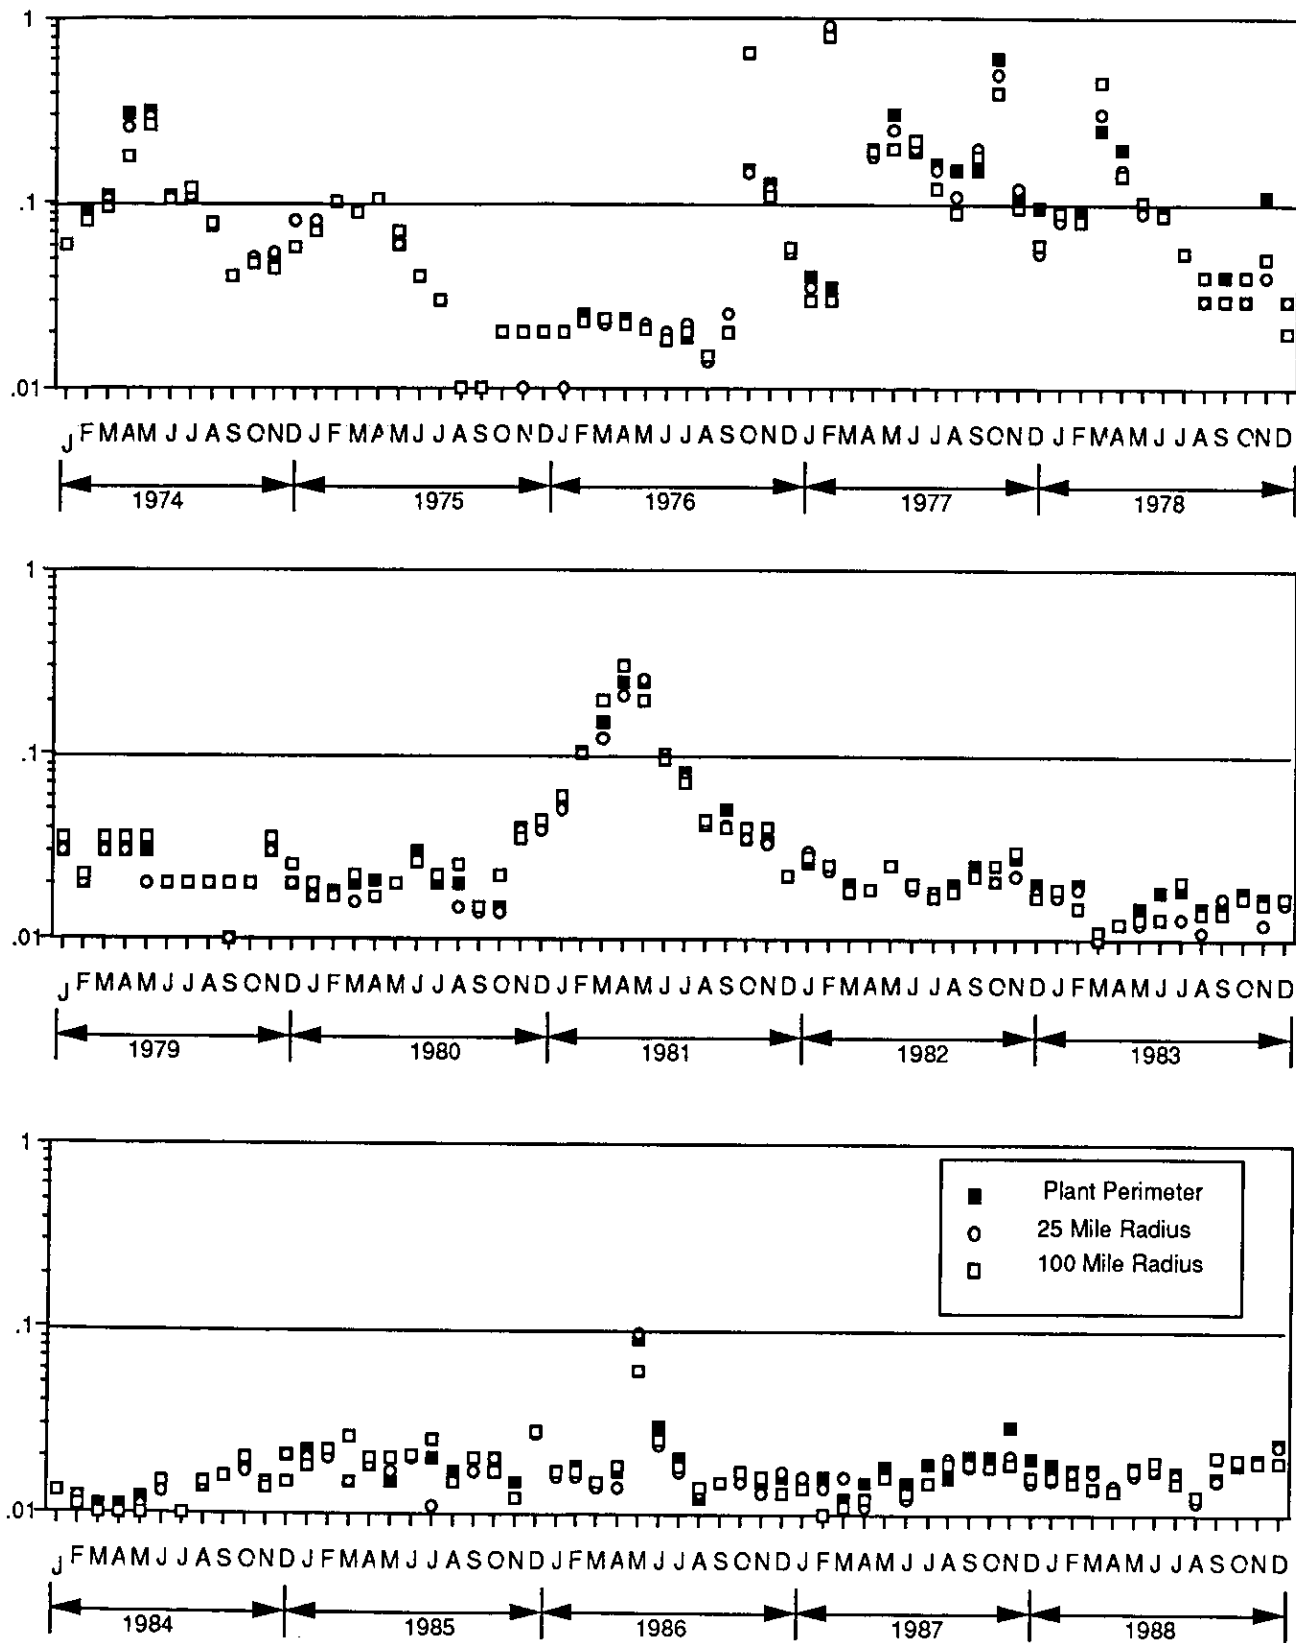 1
.1
.01
J F M A M J J A S O N D J F M A M J J A S O N D J F M A M J J A S O N D J F M A M J J A S O N D J F M A M J J A S O N D
1974 1975 1976 1977 1978
1
.1
.01
J F M A M J J A S O N D J F M A M J J A S O N D J F M A M J J A S O N D J F M A M J J A S O N D J F M A M J J A S O N D
1979 1980 1981 1982 1983
1
Plant Perimeter
25 Mile Radius
100 Mile Radius
.1
.01
J F M A M J J A S O N D J F M A M J J A S O N D J F M A M J J A S O N D J F M A M J J A S O N D J F M A M J J A S O N D
1984 1985 1986 1987 1988